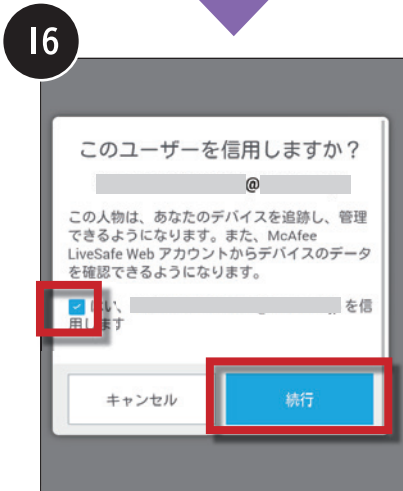 16
このユーザーを信用しますか？
@
この人物は、あなたのデバイスを追跡し、管理
できるようになります。また、McAfee
LiveSafe Web アカウントからデバイスのデータ
を確認できるようになります。
はい、 を信
用します
キャンセル 続行